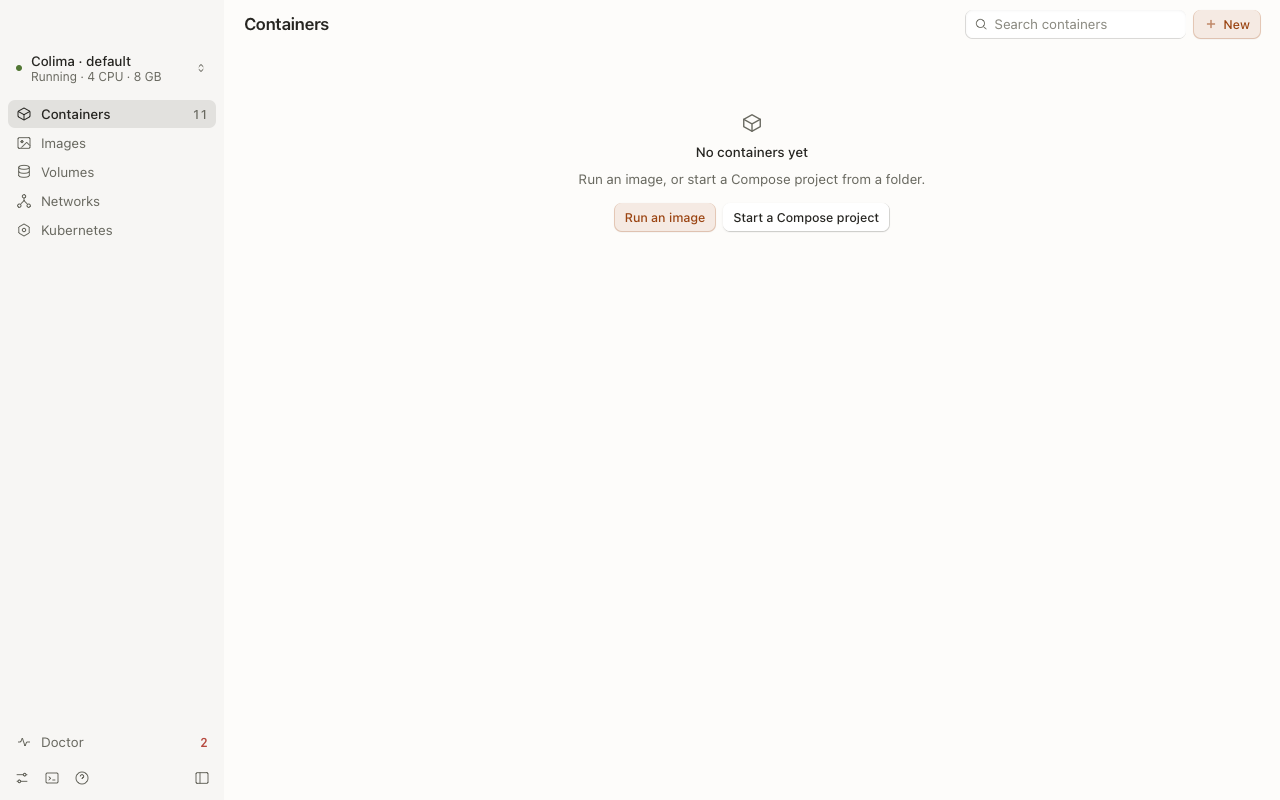 Containers
Search containers
New
Colima · default
Running · 4 CPU · 8 GB
Containers 11
Images
Volumes
Networks
Kubernetes
No containers yet
Run an image, or start a Compose project from a folder.
Run an image
Start a Compose project
Doctor 2